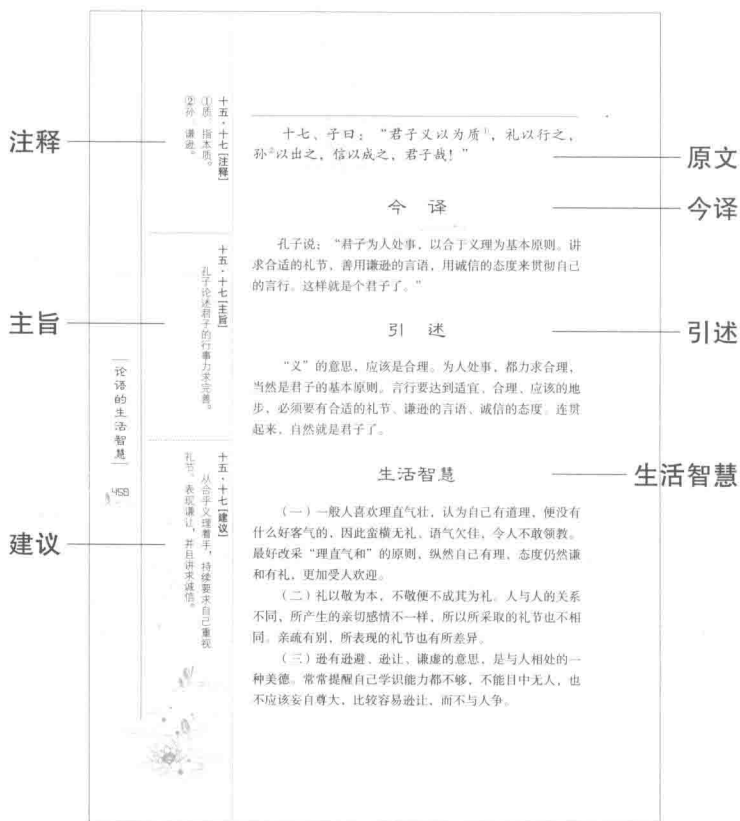 注释
主旨
建议
原文
今译
引述
生活智慧
十五·十七[注释]
①质　指本质。
②孙　谦逊。
十五·十七[主旨]
孔子论述君子的行事力求完善。
十五·十七[建议]
从合乎义理着手，持续要求自己重视
礼节、表现谦让，并且讲求诚信。
论语的生活智慧
458
十七、子曰：“君子义以为质①，礼以行之，
孙②以出之，信以成之，君子哉！”
今 译
孔子说：“君子为人处事，以合于义理为基本原则。讲
求合适的礼节，善用谦逊的言语，用诚信的态度来贯彻自己
的言行。这样就是个君子了。”
引 述
“义”的意思，应该是合理。为人处事，都力求合理，
当然是君子的基本原则。言行要达到适宜、合理、应该的地
步，必须要有合适的礼节、谦逊的言语、诚信的态度。连贯
起来，自然就是君子了。
生活智慧
（一）一般人喜欢理直气壮，认为自己有道理，便没有
什么好客气的，因此蛮横无礼，语气欠佳，令人不敢领教。
最好改采“理直气和”的原则，纵然自己有理，态度仍然谦
和有礼，更加受人欢迎。
（二）礼以敬为本，不敬便不成其为礼。人与人的关系
不同，所产生的亲切感情不一样，所以所采取的礼节也不相
同。亲疏有别，所表现的礼节也有所差异。
（三）逊有逊避、逊让、谦虚的意思，是与人相处的一
种美德。常常提醒自己学识能力都不够，不能目中无人，也
不应该妄自尊大，比较容易逊让，而不与人争。